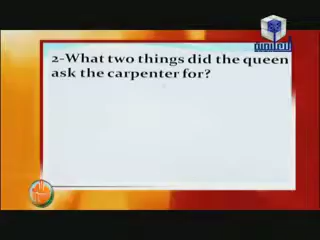 2-What two things did the queen
ask the carpenter for?